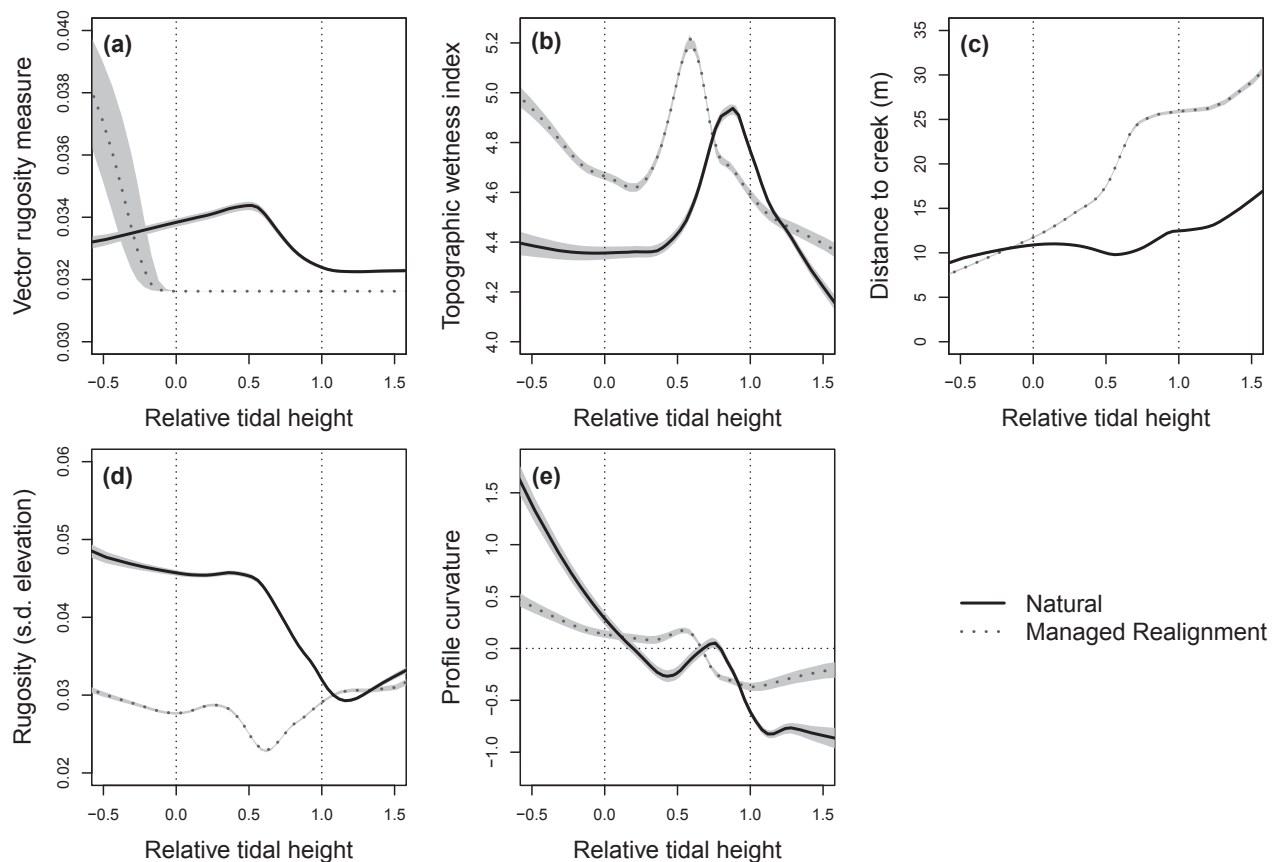 (a)
Vector rugosity measure
0.040
0.038
0.036
0.034
0.032
0.030
−0.5 0.0 0.5 1.0 1.5
Relative tidal height
(b)
Topographic wetness index
5.2
5.0
4.8
4.6
4.4
4.2
4.0
−0.5 0.0 0.5 1.0 1.5
Relative tidal height
(c)
Distance to creek (m)
35
30
25
20
15
10
5
0
−0.5 0.0 0.5 1.0 1.5
Relative tidal height
(d)
Rugosity (s.d. elevation)
0.06
0.05
0.04
0.03
0.02
−0.5 0.0 0.5 1.0 1.5
Relative tidal height
(e)
Profile curvature
1.5
1.0
0.5
0.0
−0.5
−1.0
−0.5 0.0 0.5 1.0 1.5
Relative tidal height
Natural
Managed Realignment